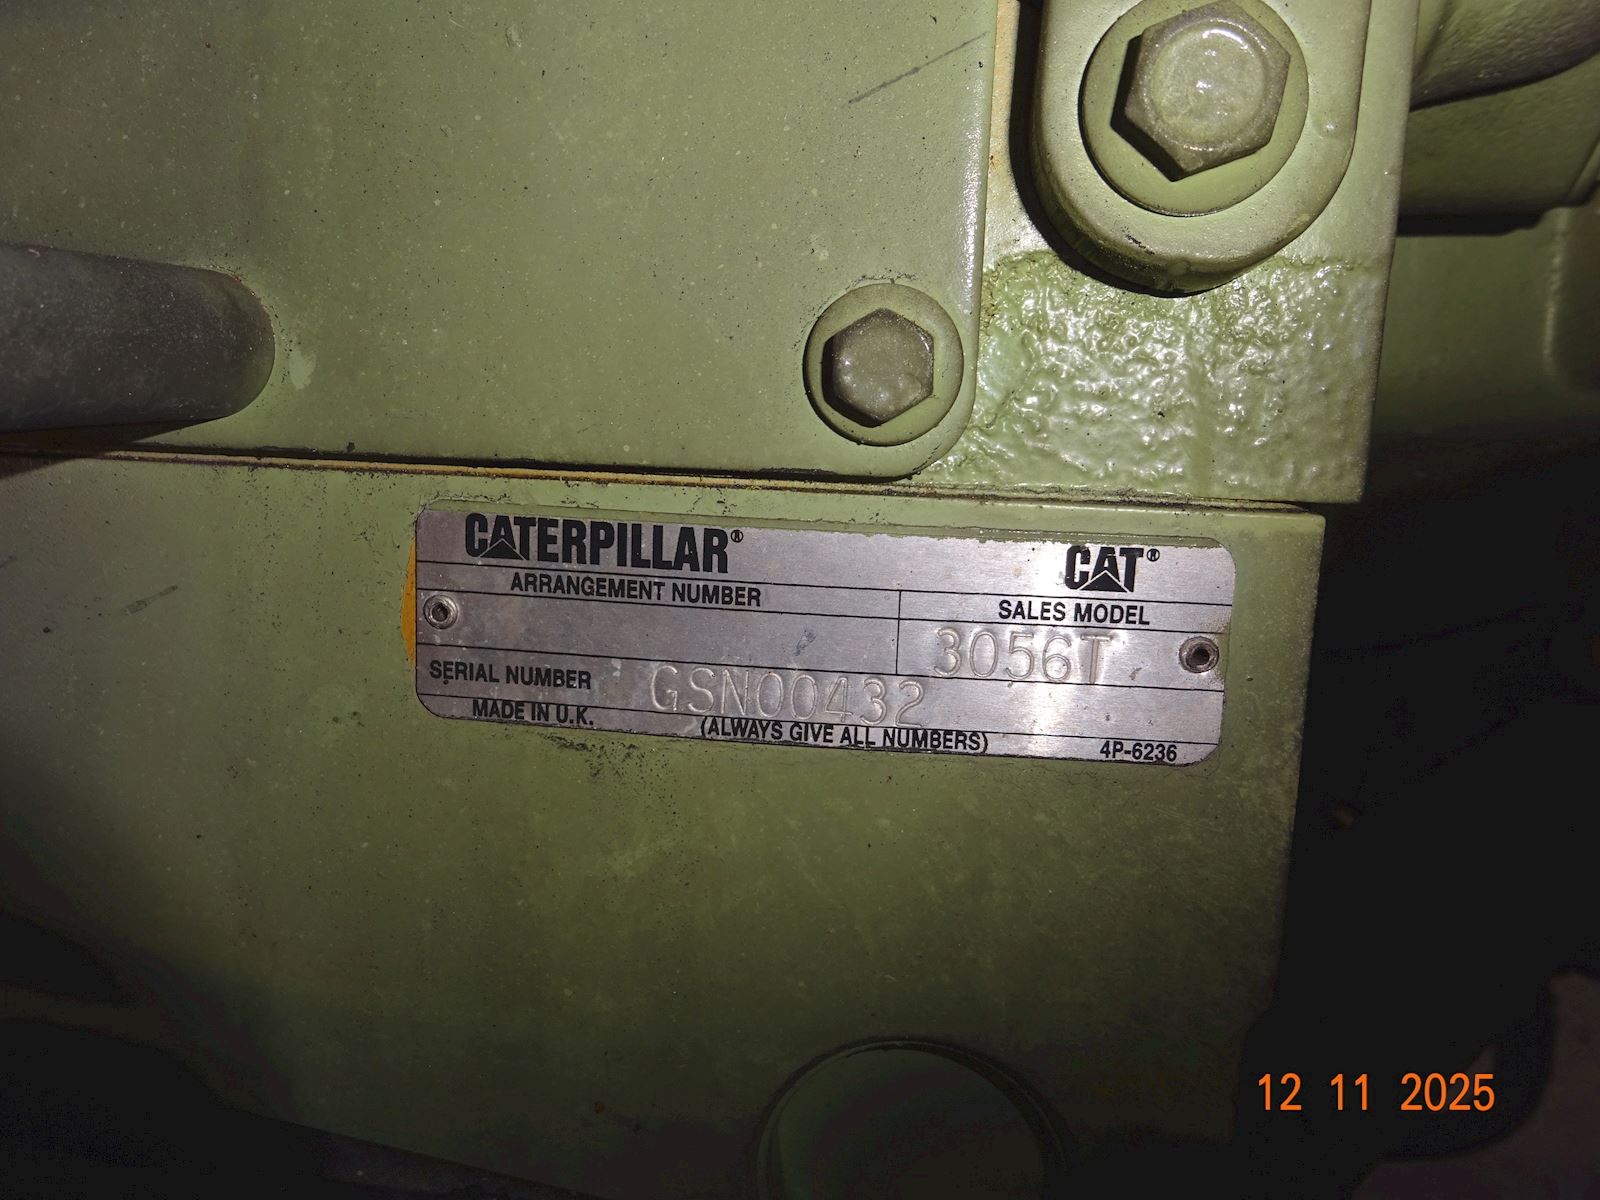 CATERPILLAR® CAT®
ARRANGEMENT NUMBER SALES MODEL
3056T
SERIAL NUMBER GSN00432
MADE IN U.K. (ALWAYS GIVE ALL NUMBERS) 4P-6236
12 11 2025